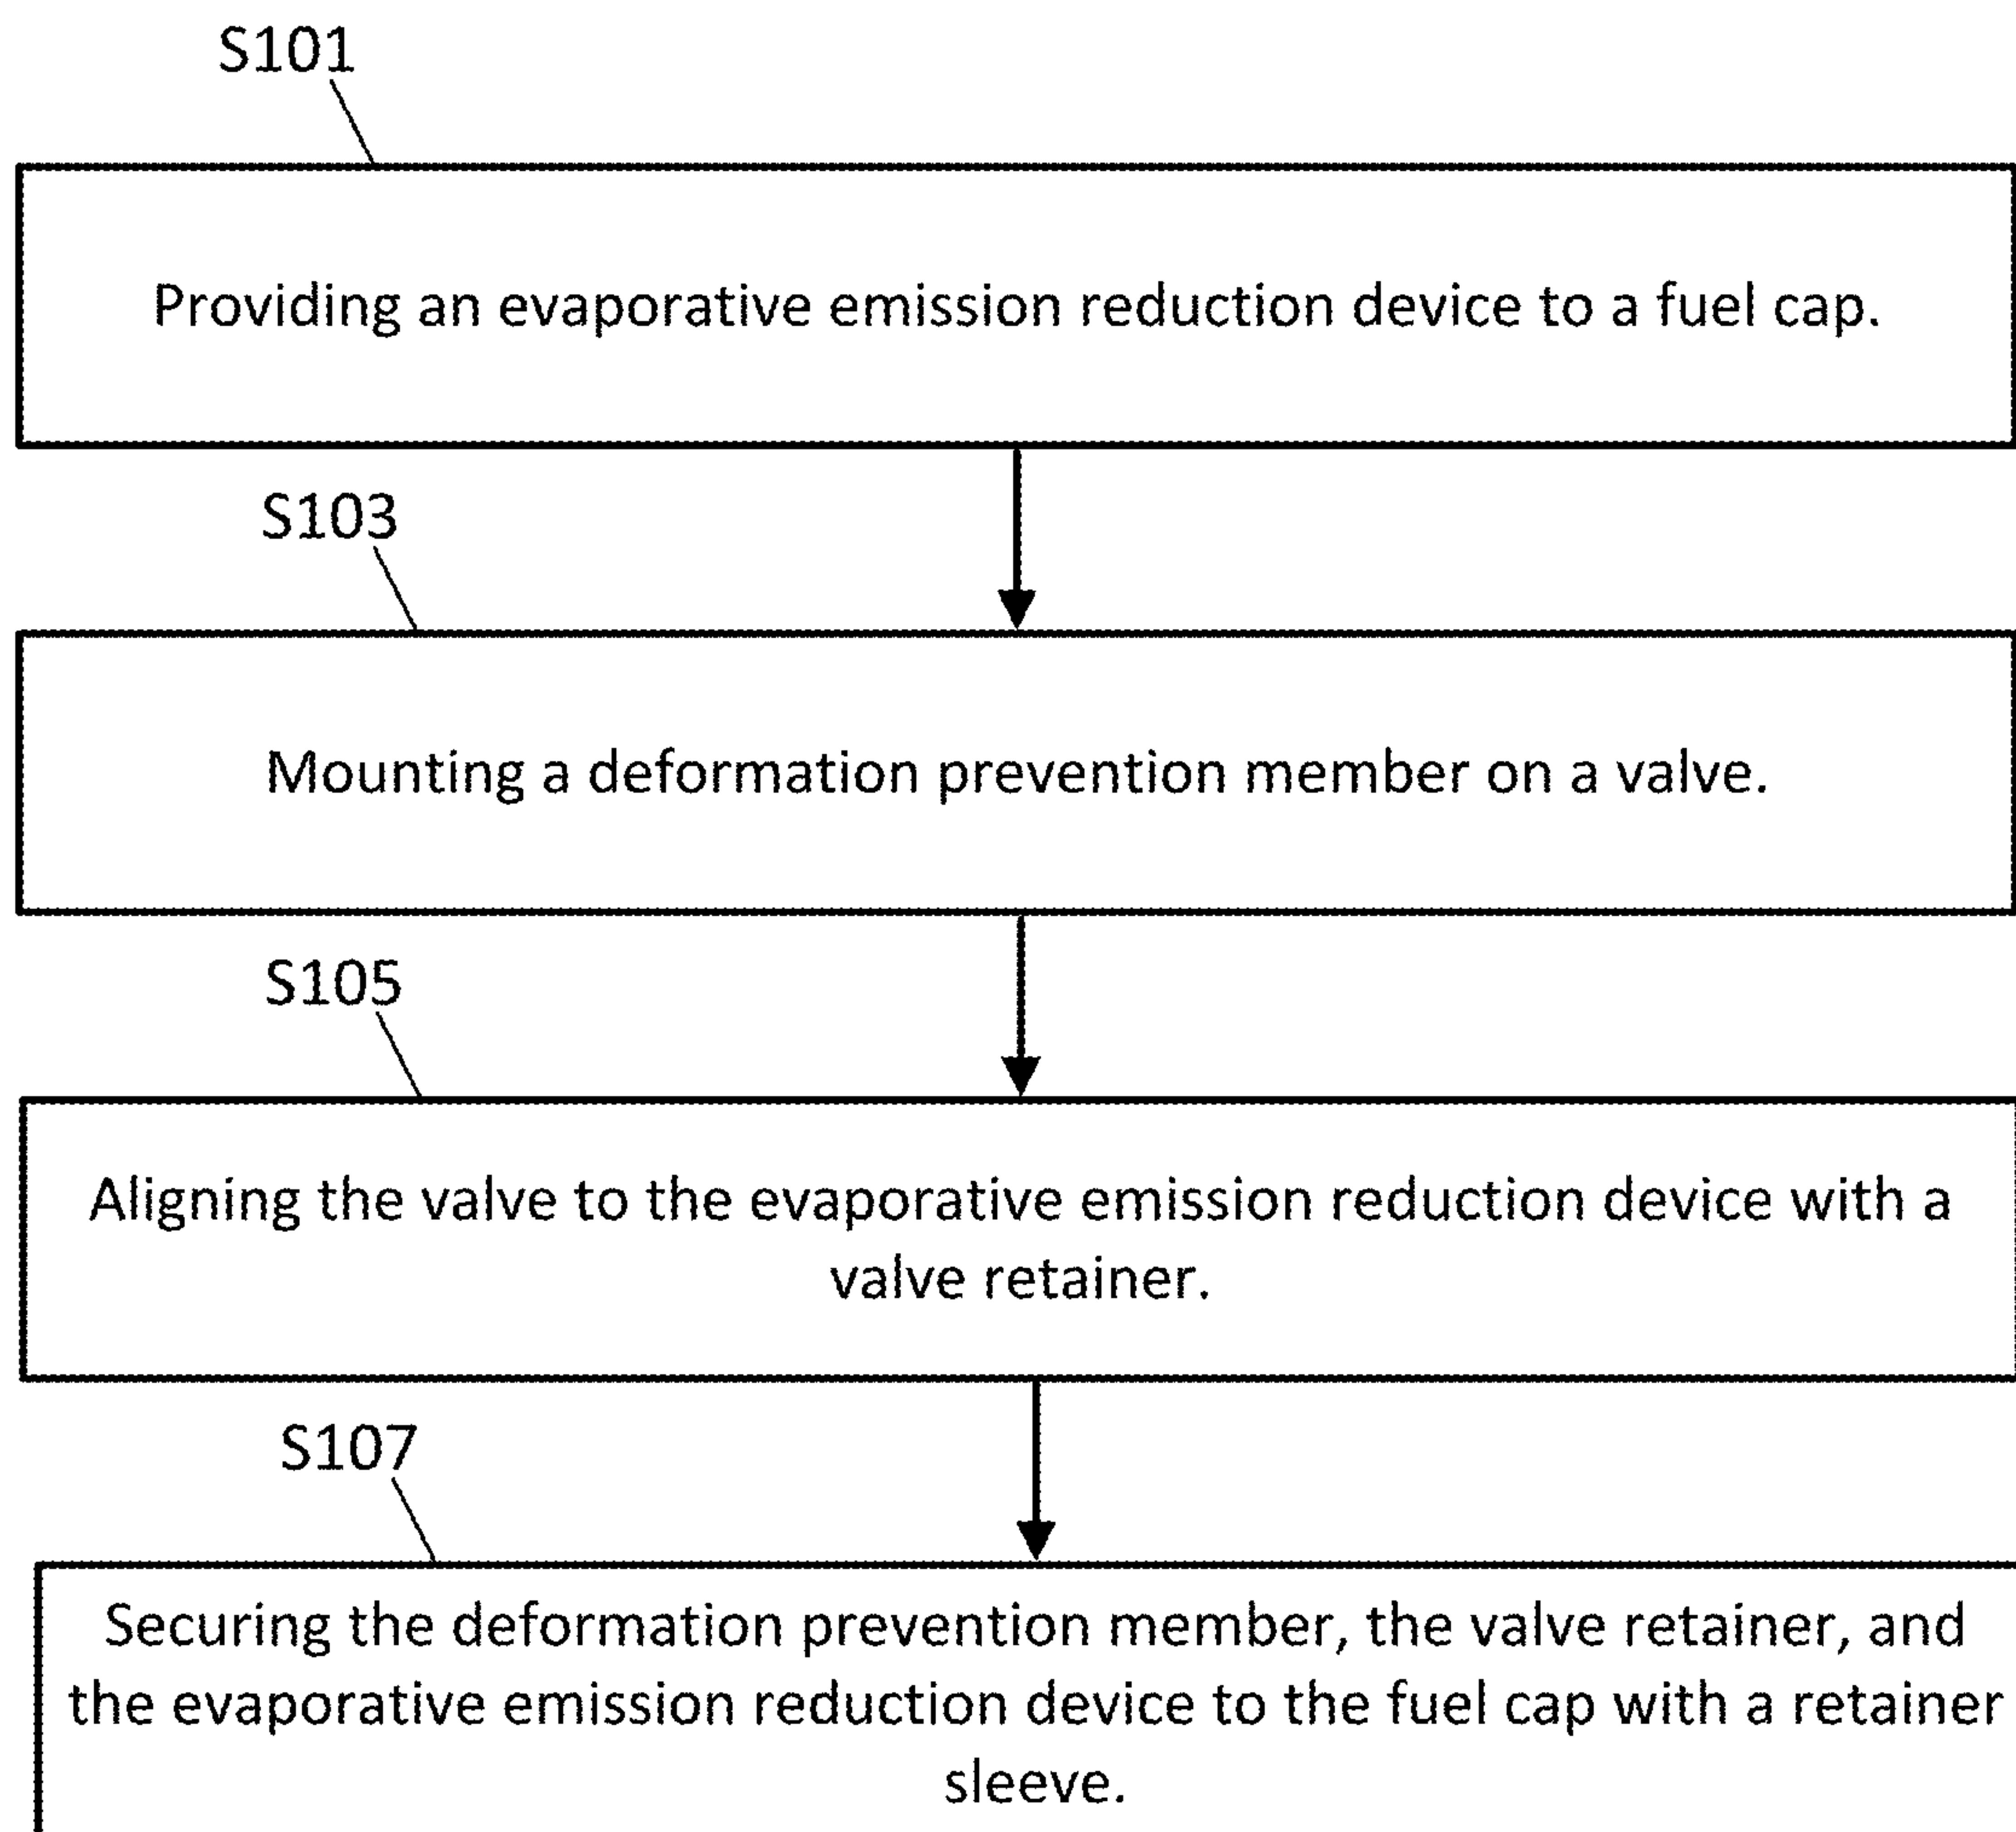 S101
Providing an evaporative emission reduction device to a fuel cap.
S103
Mounting a deformation prevention member on a valve.
S105
Aligning the valve to the evaporative emission reduction device with a
valve retainer.
S107
Securing the deformation prevention member, the valve retainer, and
the evaporative emission reduction device to the fuel cap with a retainer
sleeve.